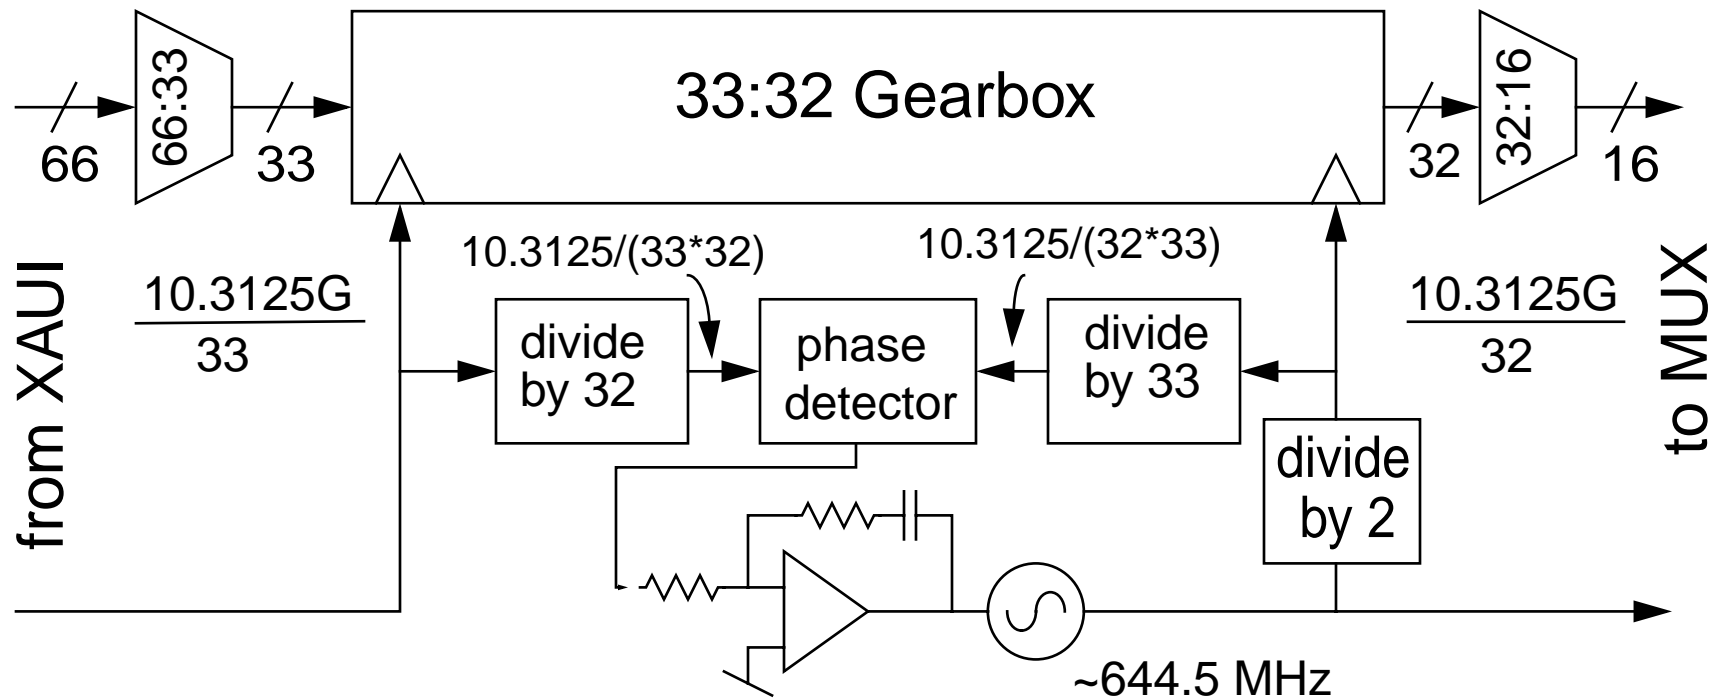 33:32 Gearbox
66:33
32:16
66
33
32
16
from XAUI
10.3125G
33
10.3125/(33*32)
10.3125/(32*33)
10.3125G
32
to MUX
divide
by 32
phase
detector
divide
by 33
divide
by 2
~644.5 MHz